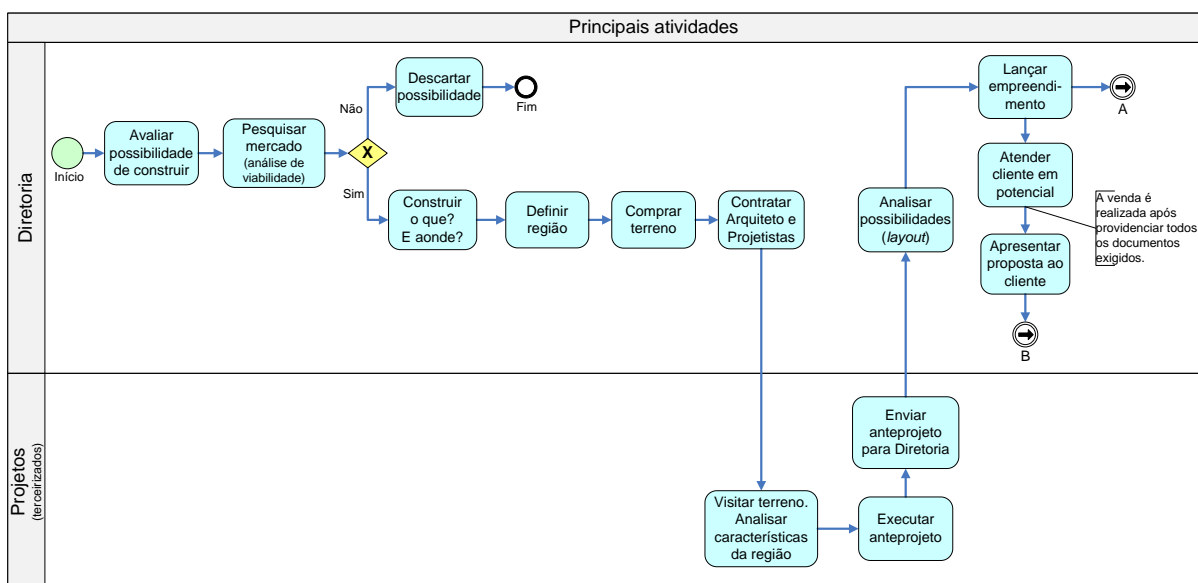 Principais atividades
Diretoria
Início
Avaliar
possibilidade
de construir
Pesquisar
mercado
(análise de
viabilidade)
X
Não
Sim
Descartar
possibilidade
Fim
Construir
o que?
E aonde?
Definir
região
Comprar
terreno
Contratar
Arquiteto e
Projetistas
Analisar
possibilidades
(layout)
Lançar
empreendi-
mento
A
Atender
cliente em
potencial
A venda é
realizada após
providenciar todos
os documentos
exigidos.
Apresentar
proposta ao
cliente
B
Projetos
(terceirizados)
Visitar terreno.
Analisar
características
da região
Executar
anteprojeto
Enviar
anteprojeto
para Diretoria